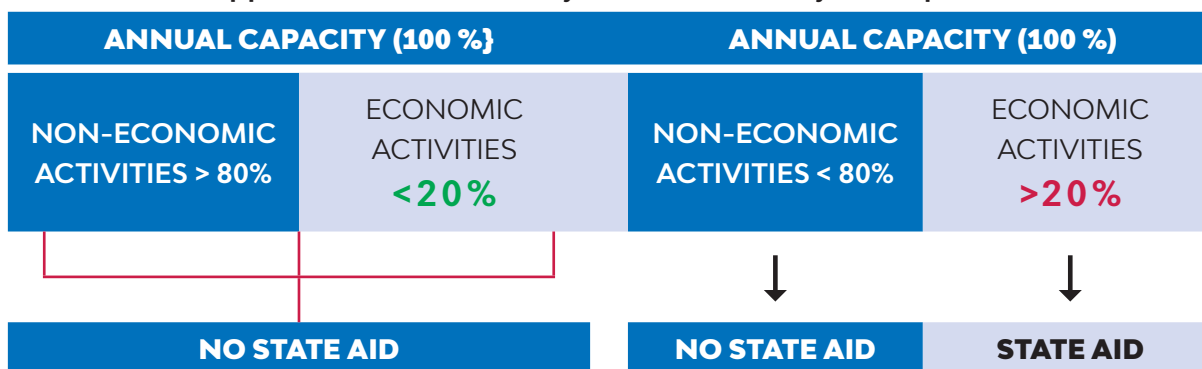 ANNUAL CAPACITY (100 %}
ANNUAL CAPACITY (100 %)
NON-ECONOMIC
ACTIVITIES > 80%
ECONOMIC
ACTIVITIES
<20%
NON-ECONOMIC
ACTIVITIES < 80%
ECONOMIC
ACTIVITIES
>20%
NO STATE AID
NO STATE AID
STATE AID